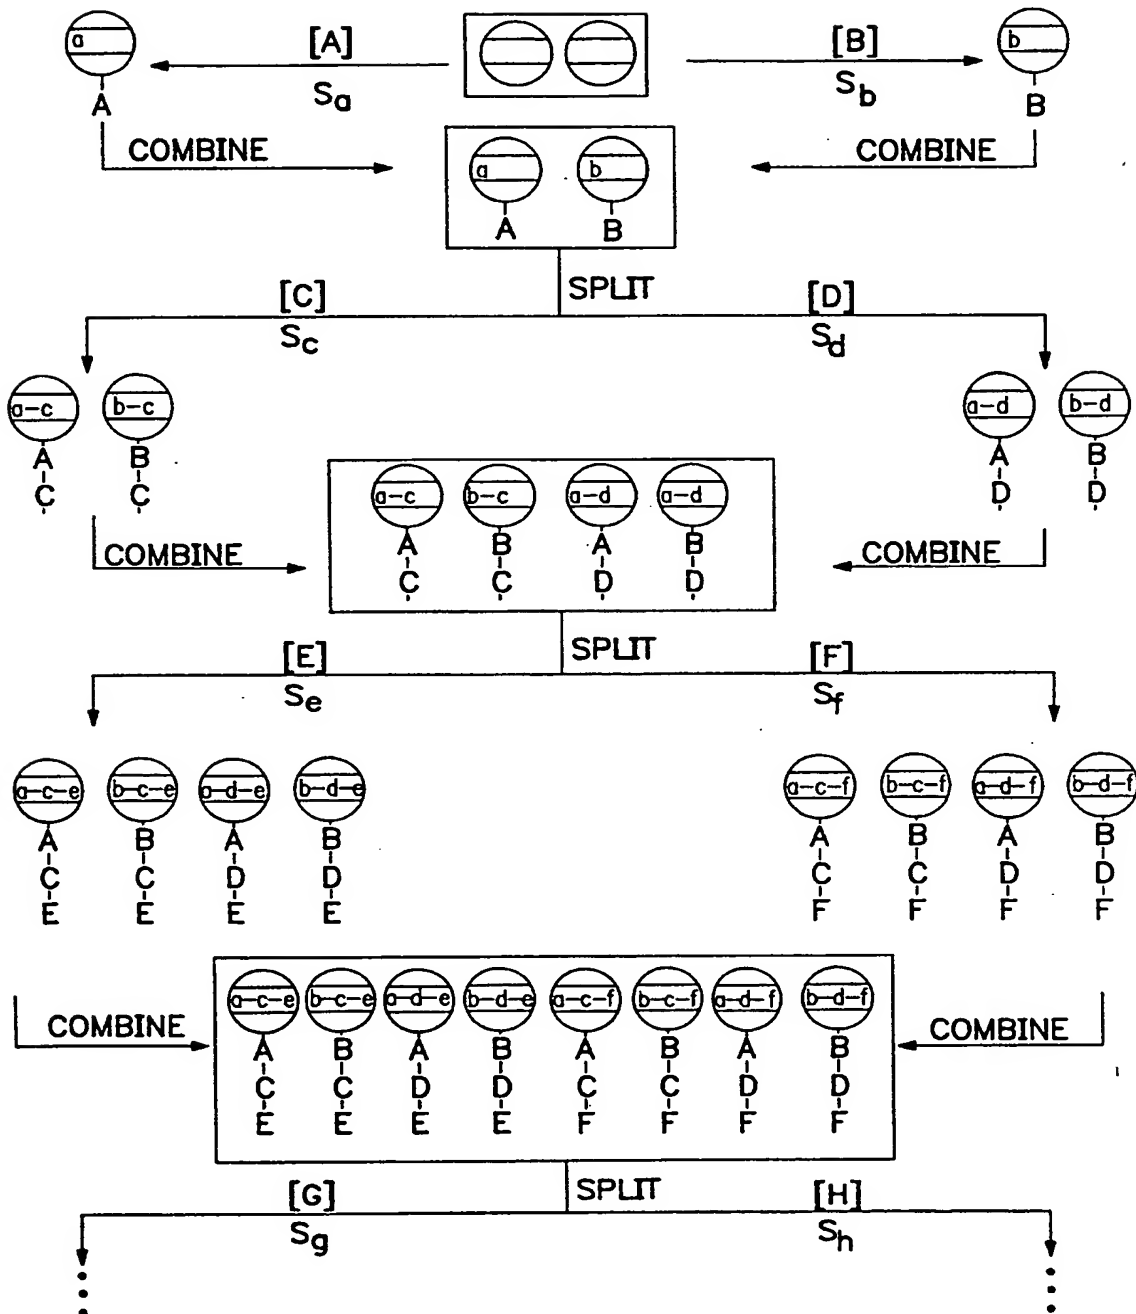 a [A] [B] b
Sa Sb
A B
COMBINE COMBINE
a b
A B
[C] SPLIT [D]
Sc Sd
a-c b-c a-d b-d
A B A B
C C D D
a-c b-c a-d a-d
COMBINE COMBINE
A B A B
C C D D
[E] SPLIT [F]
Se Sf
a-c-e b-c-e a-d-e b-d-e a-c-f b-c-f a-d-f b-d-f
A B A B A B A B
C C D D C C D D
E E E E F F F F
a-c-e b-c-e a-d-e b-d-e a-c-f b-c-f a-d-f b-d-f
COMBINE COMBINE
A B A B A B A B
C C D D C C D D
E E E E F F F F
[G] SPLIT [H]
Sg Sh